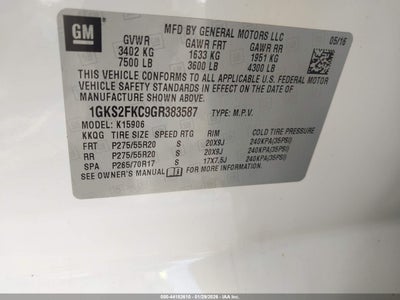 GM
MFD BY GENERAL MOTORS LLC
05/16
GVWR GAWR FRT GAWR RR
3402 KG 1633 KG 1951 KG
7500 LB 3600 LB 4300 LB
THIS VEHICLE CONFORMS TO ALL APPLICABLE U.S. FEDERAL MOTOR
VEHICLE SAFETY STANDARDS IN EFFECT ON THE DATE OF
MANUFACTURE SHOWN ABOVE.
1GKS2FKC9GR383587 TYPE: M.P.V.
MODEL: K15906
KKQG TIRE SIZE SPEED RTG RIM COLD TIRE PRESSURE
FRT P275/55R20 S 20X9J 240KPA(35PSI)
RR P275/55R20 S 20X9J 240KPA(35PSI)
SPA P265/70R17 S 17X7.5J 240KPA(35PSI)
SEE OWNER'S MANUAL FOR ADDITIONAL INFORMATION.